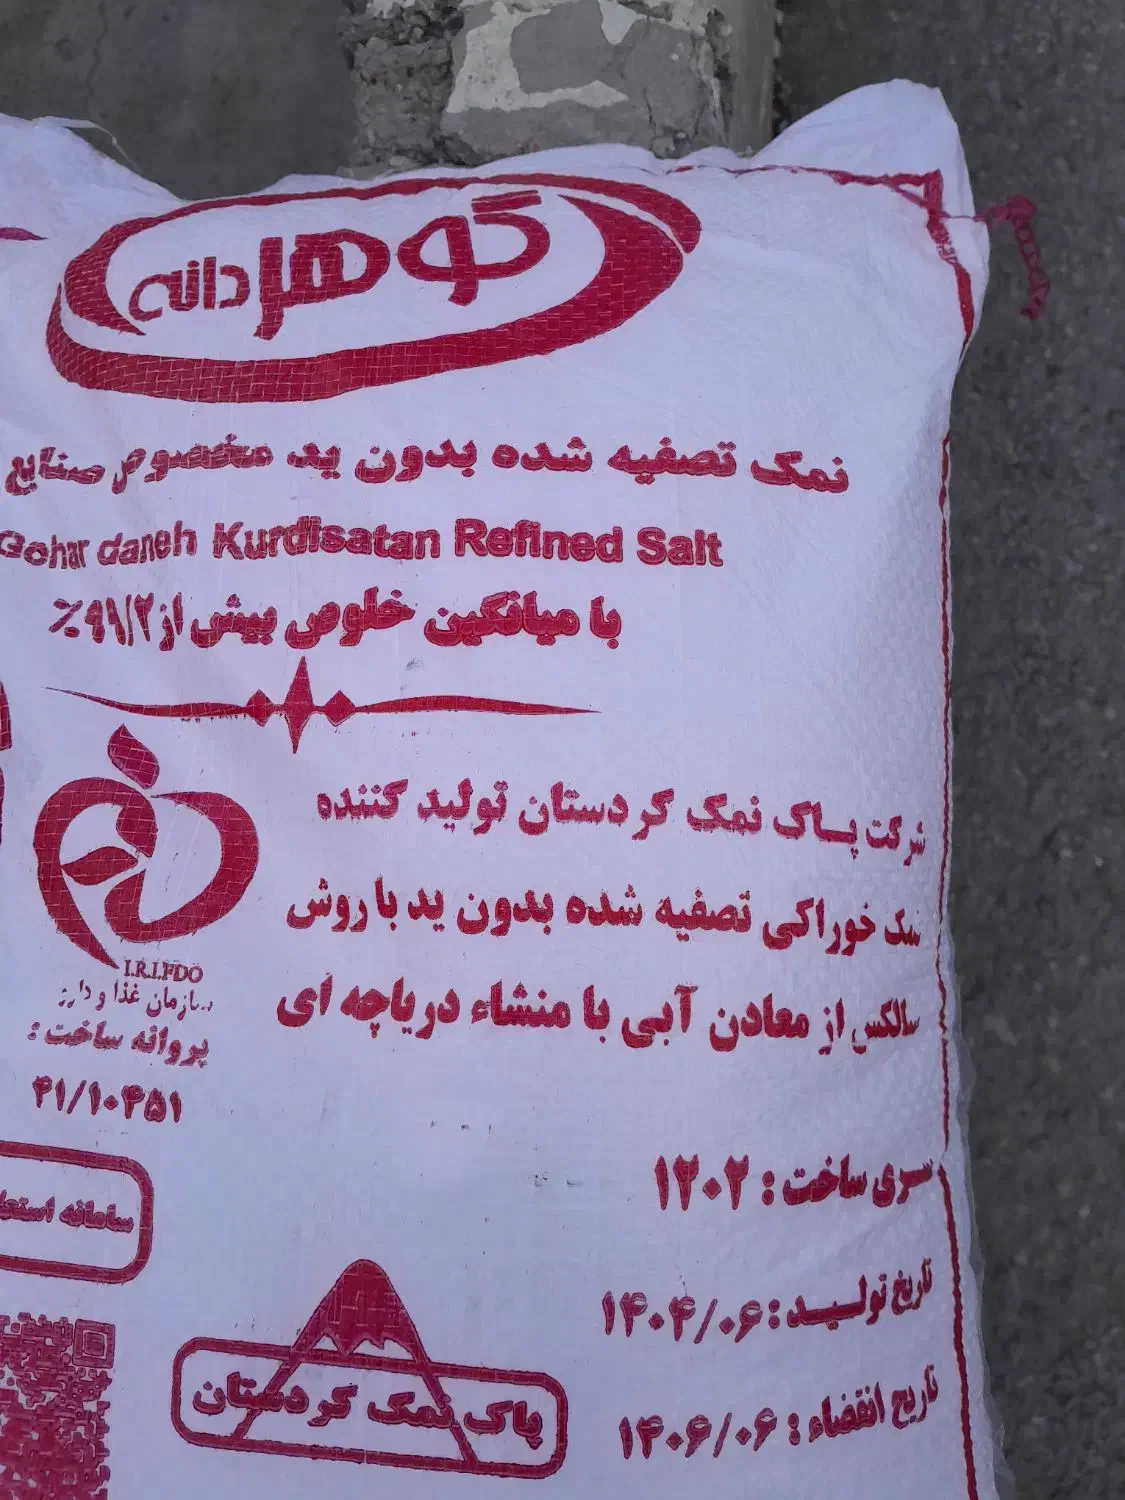 گوهردانه
نمک تصفیه شده بدون ید مخصوص صنایع
Gohar daneh Kurdisatan Refined Salt
با میانگین خلوص بیش از ۹۹/۲٪
شرکت پاک نمک کردستان تولید کننده
نمک خوراکی تصفیه شده بدون ید با روش
سالکس از معادن آبی با منشاء دریاچه ای
I.R.I.FDO
سازمان غذا و دارو
پروانه ساخت :
۴۱/۱۰۴۵۱
سری ساخت : ۱۲۰۲
تاریخ تولید : ۱۴۰۴/۰۶
تاریخ انقضاء : ۱۴۰۶/۰۶
سامانه
پاک نمک کردستان